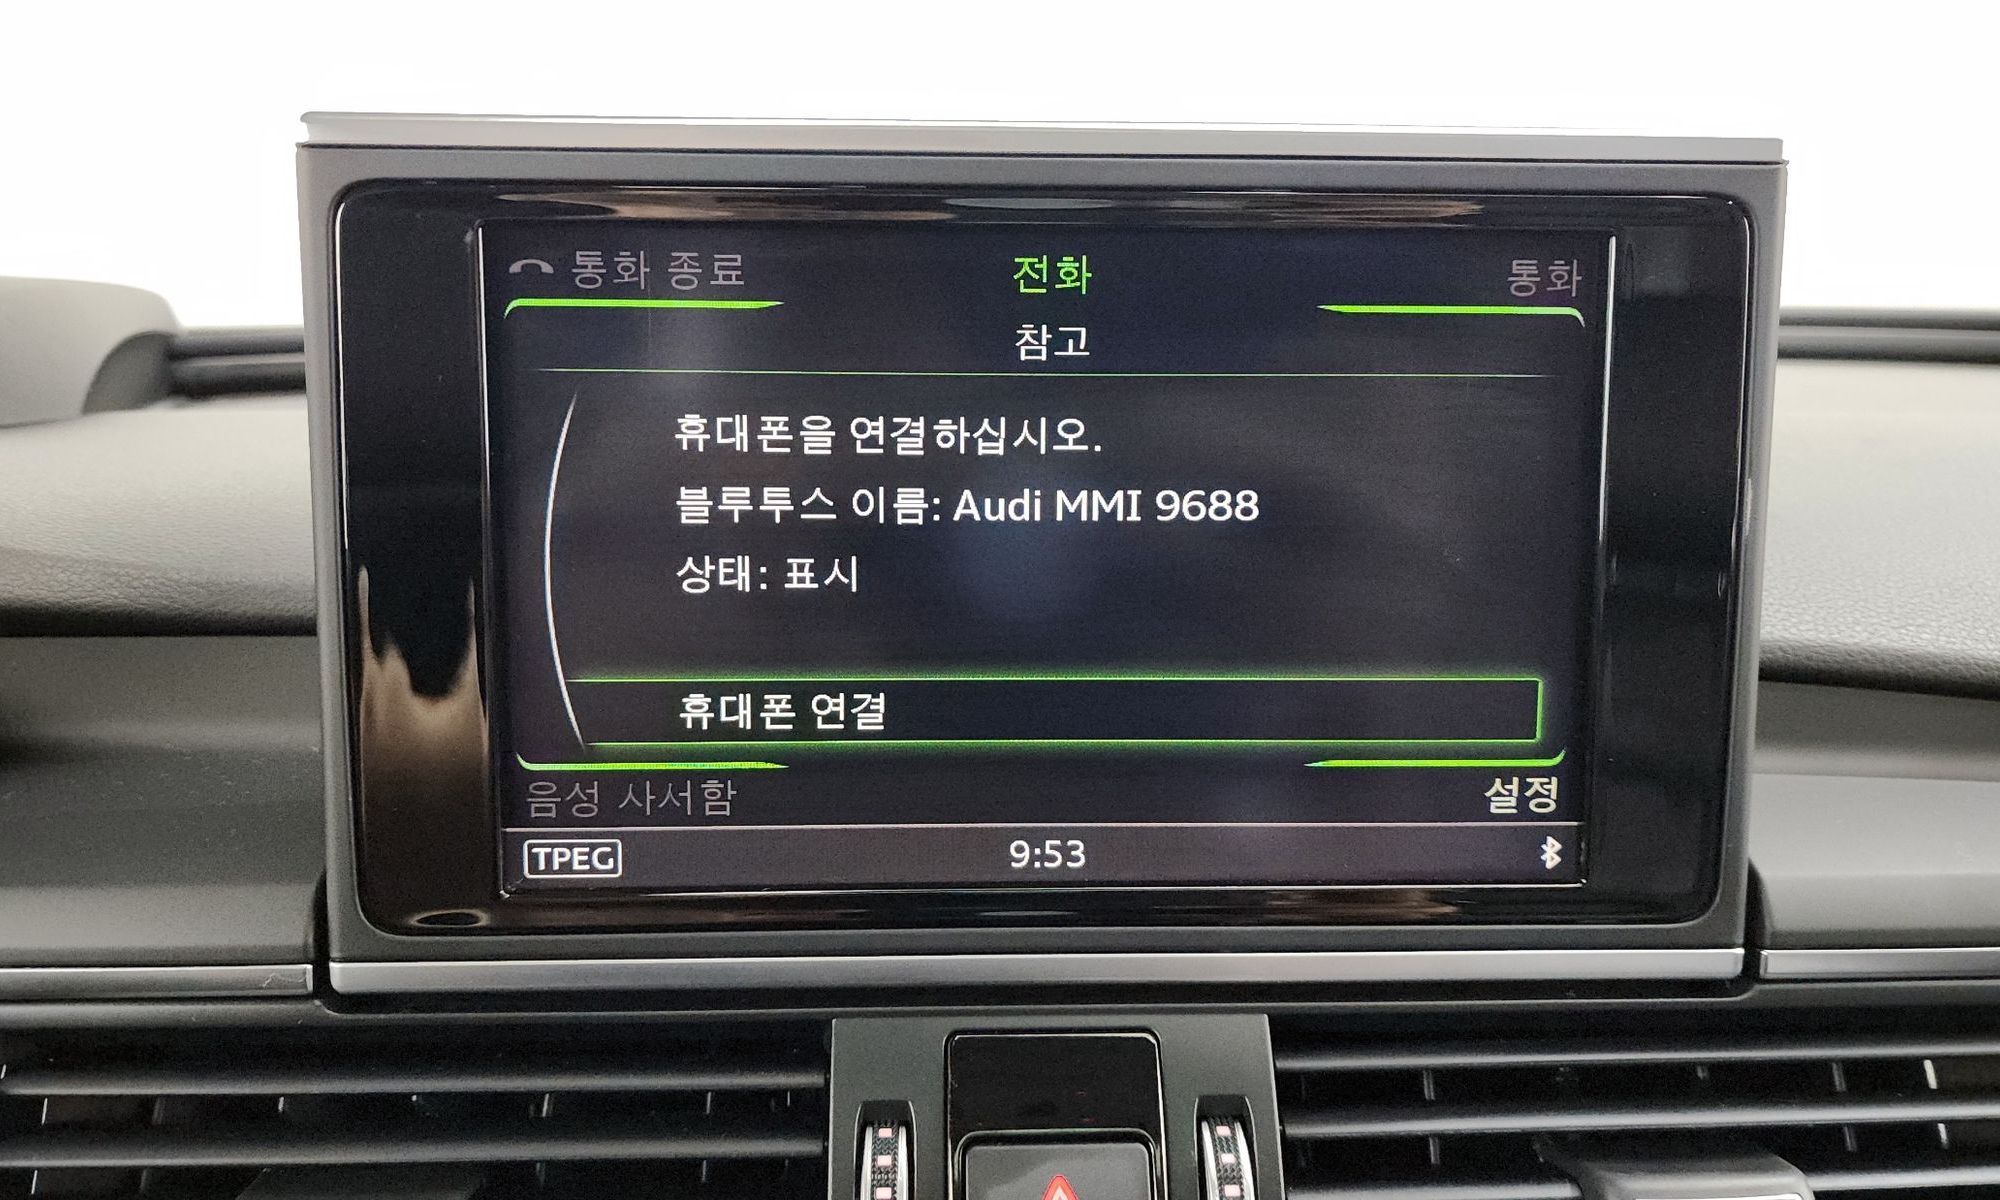 통화 종료
전화
통화
참고
휴대폰을 연결하십시오.
블루투스 이름: Audi MMI 9688
상태: 표시
휴대폰 연결
음성 사서함
설정
TPEG
9:53